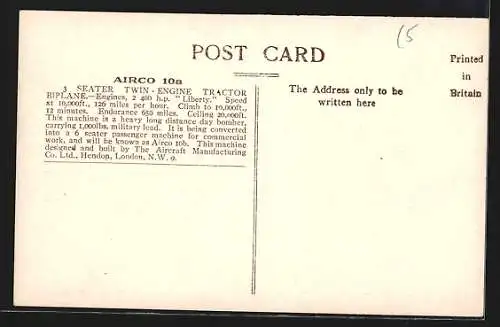 (5
POST CARD
Printed
in
Britain
AIRCO 10a
3 SEATER TWIN-ENGINE TRACTOR
BIPLANE.—Engines, 2 400 h.p. "Liberty." Speed
at 10,000ft., 126 miles per hour. Climb to 10,000ft.,
12 minutes. Endurance 650 miles. Ceiling 20,000ft.
This machine is a heavy long distance day bomber,
carrying 1,000lbs. military load. It is being converted
into a 6 seater passenger machine for commercial
work, and will be known as Airco 10b. This machine
designed and built by The Aircraft Manufacturing
Co. Ltd., Hendon, London, N.W. 9.
The Address only to be
written here